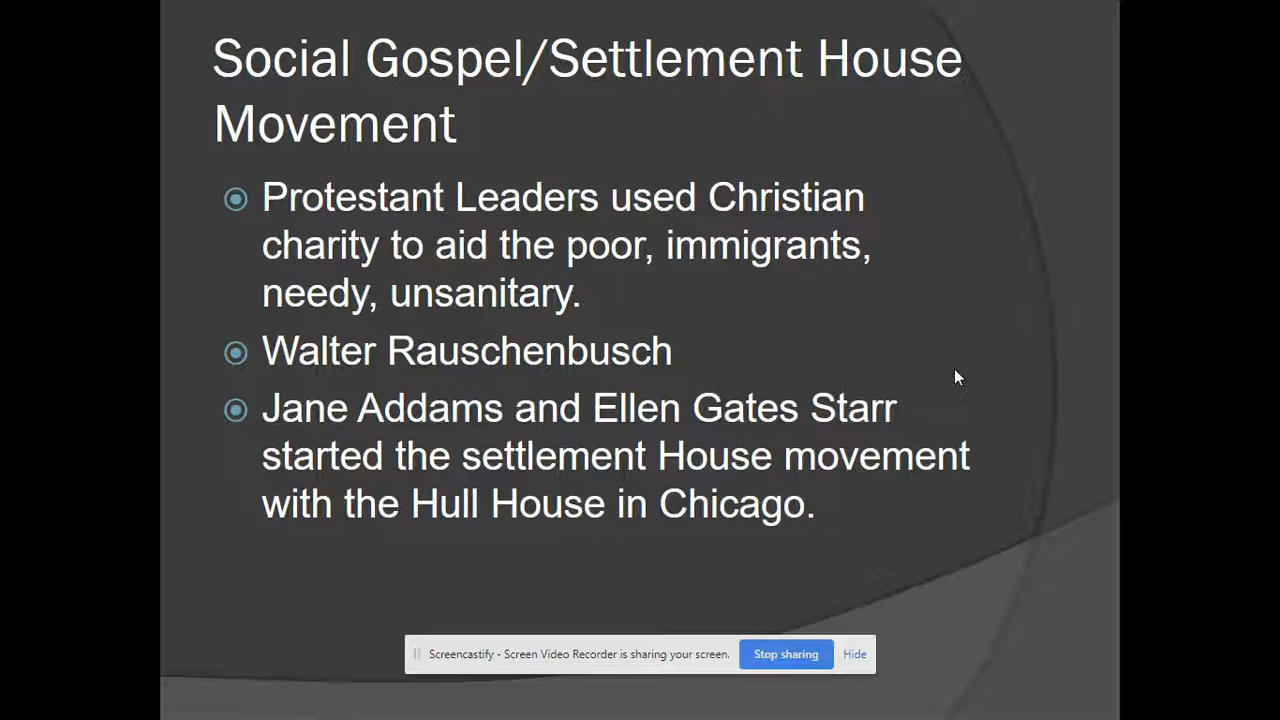 Social Gospel/Settlement House
Movement
Protestant Leaders used Christian
charity to aid the poor, immigrants,
needy, unsanitary.
Walter Rauschenbusch
Jane Addams and Ellen Gates Starr
started the settlement House movement
with the Hull House in Chicago.
Screencastify - Screen Video Recorder is sharing your screen. Stop sharing Hide